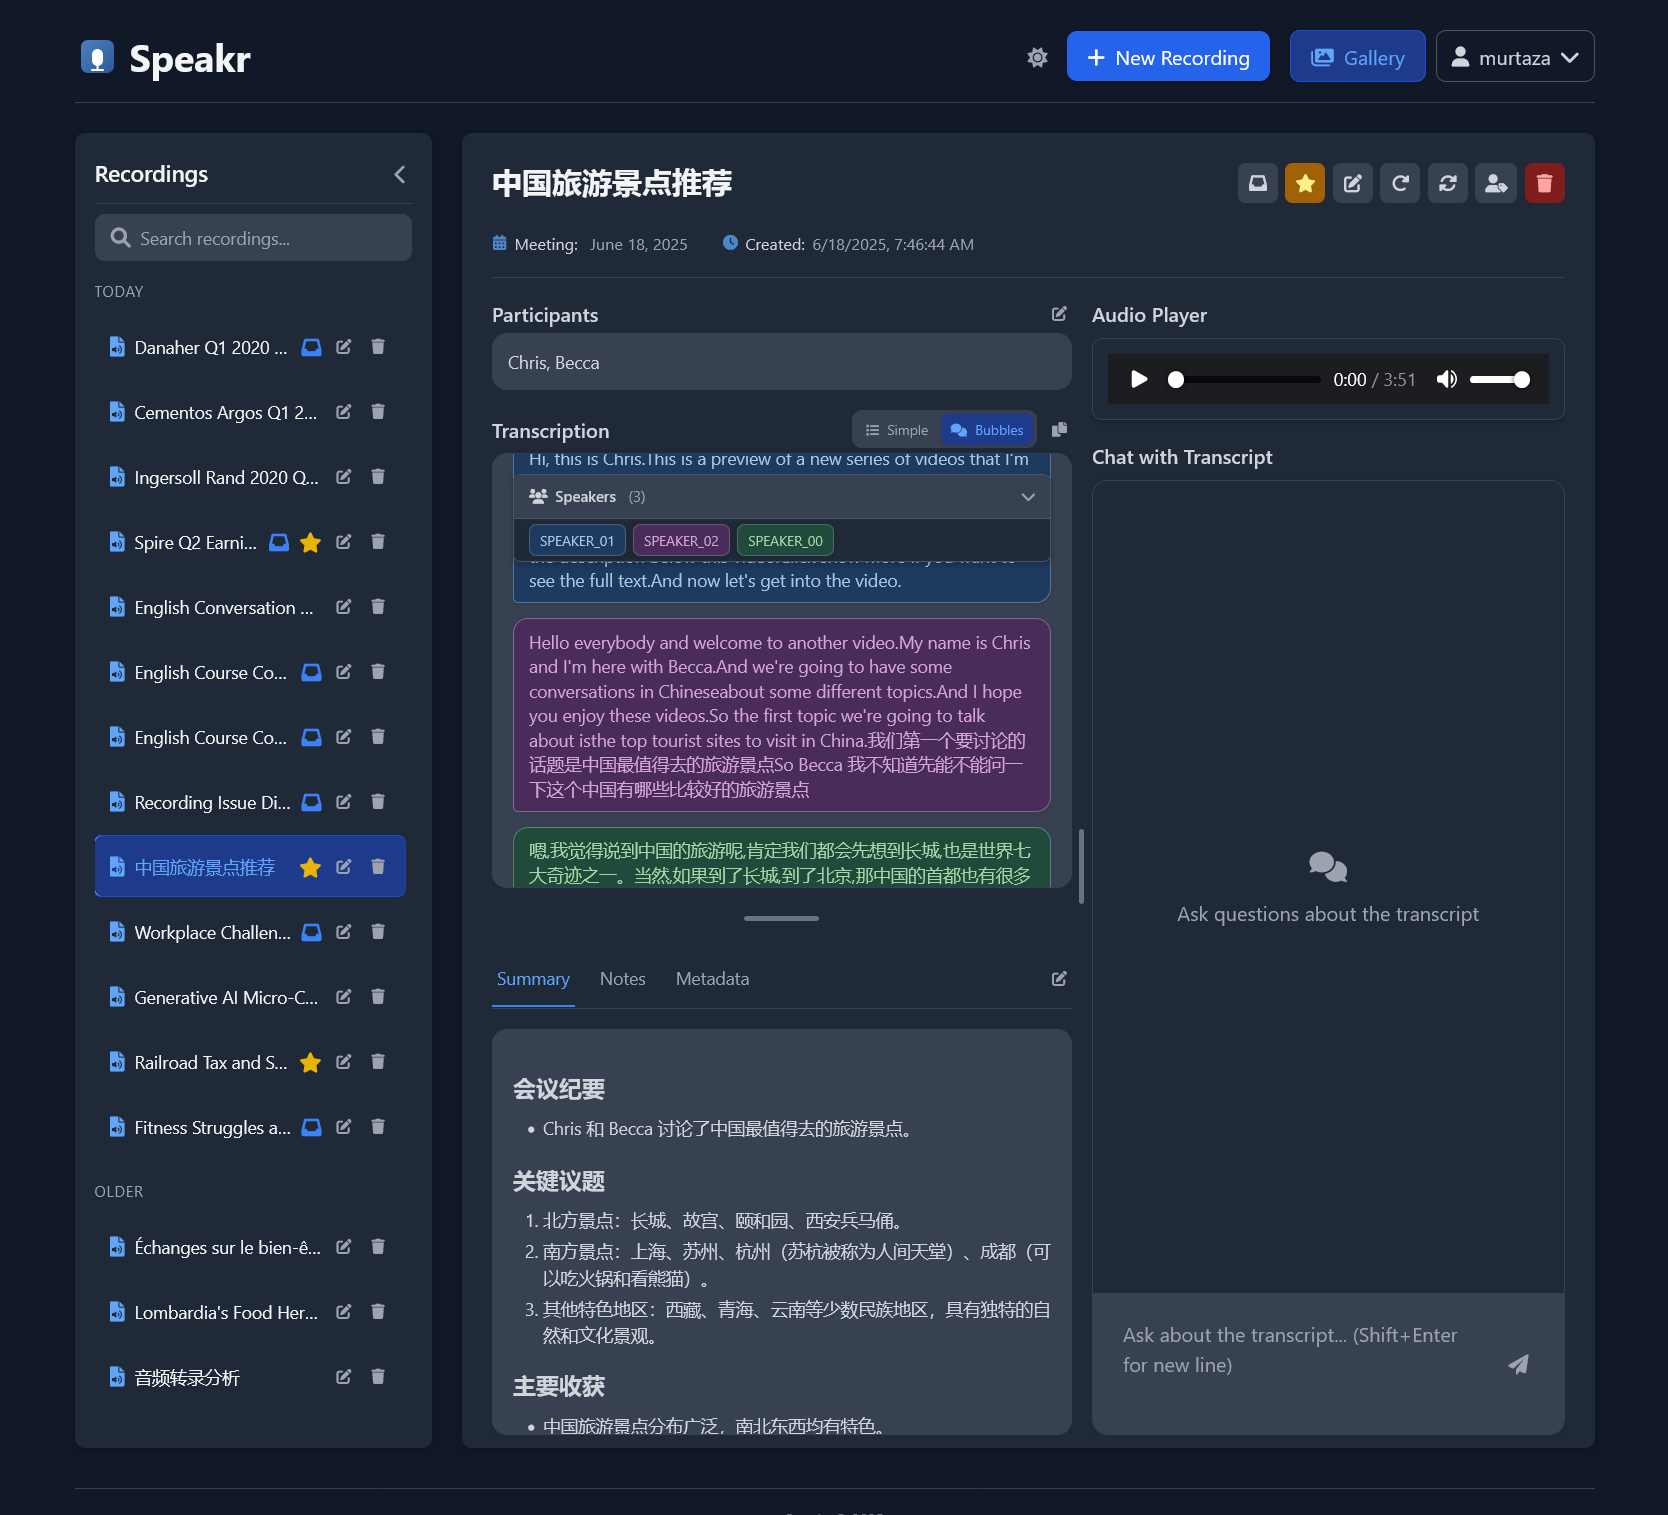 Speakr
New Recording
Gallery
murtaza
Recordings
Search recordings...
TODAY
Danaher Q1 2020 ...
Cementos Argos Q1 2...
Ingersoll Rand 2020 Q...
Spire Q2 Earni...
English Conversation ...
English Course Co...
English Course Co...
Recording Issue Di...
中国旅游景点推荐
Workplace Challen...
Generative AI Micro-C...
Railroad Tax and S...
Fitness Struggles a...
OLDER
Échanges sur le bien-ê...
Lombardia's Food Her...
音频转录分析
中国旅游景点推荐
Meeting: June 18, 2025 Created: 6/18/2025, 7:46:44 AM
Participants
Chris, Becca
Transcription
Simple
Bubbles
Hi, this is Chris.This is a preview of a new series of videos that I'm
Speakers (3)
SPEAKER_01 SPEAKER_02 SPEAKER_00
see the full text.And now let's get into the video.
Hello everybody and welcome to another video.My name is Chris
and I'm here with Becca.And we're going to have some
conversations in Chineseabout some different topics.And I hope
you enjoy these videos.So the first topic we're going to talk
about isthe top tourist sites to visit in China.我们第一个要讨论的
话题是中国最值得去的旅游景点So Becca 我不知道先能不能问一
下这个中国有哪些比较好的旅游景点
嗯,我觉得说到中国的旅游呢,肯定我们都会先想到长城,也是世界七
大奇迹之一。当然,如果到了长城,到了北京,那中国的首都也有很多
Summary
Notes
Metadata
会议纪要
• Chris 和 Becca 讨论了中国最值得去的旅游景点。
关键议题
1. 北方景点：长城、故宫、颐和园、西安兵马俑。
2. 南方景点：上海、苏州、杭州（苏杭被称为人间天堂）、成都（可
以吃火锅和看熊猫）。
3. 其他特色地区：西藏、青海、云南等少数民族地区，具有独特的自
然和文化景观。
主要收获
• 中国旅游景点分布广泛，南北东西均有特色。
Audio Player
0:00 / 3:51
Chat with Transcript
Ask questions about the transcript
Ask about the transcript... (Shift+Enter
for new line)